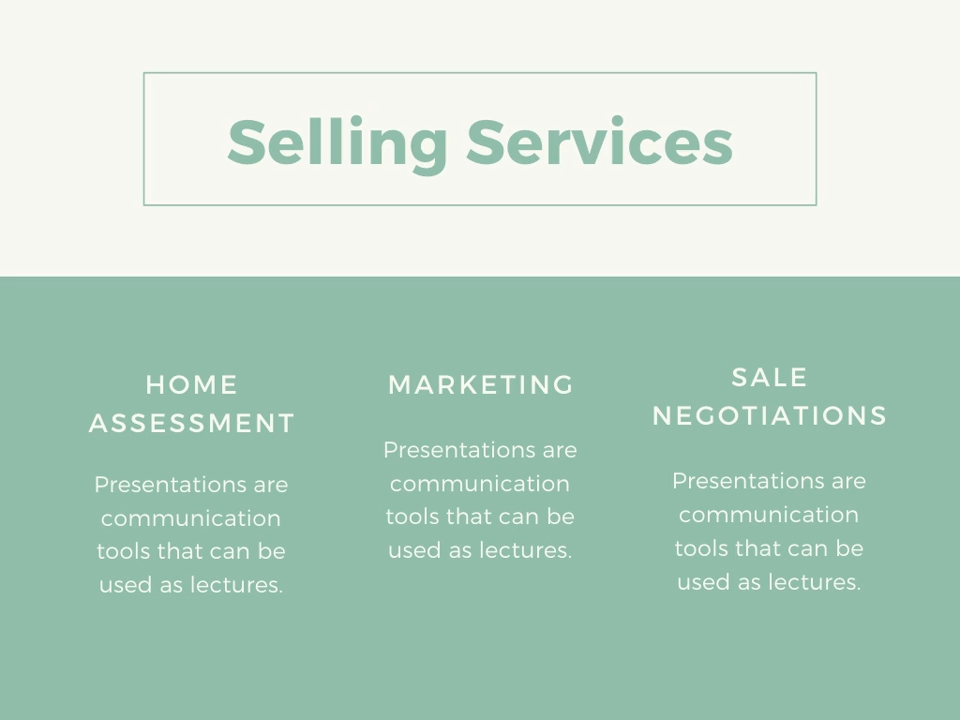 Selling Services
HOME
ASSESSMENT
Presentations are
communication
tools that can be
used as lectures.
MARKETING
Presentations are
communication
tools that can be
used as lectures.
SALE
NEGOTIATIONS
Presentations are
communication
tools that can be
used as lectures.